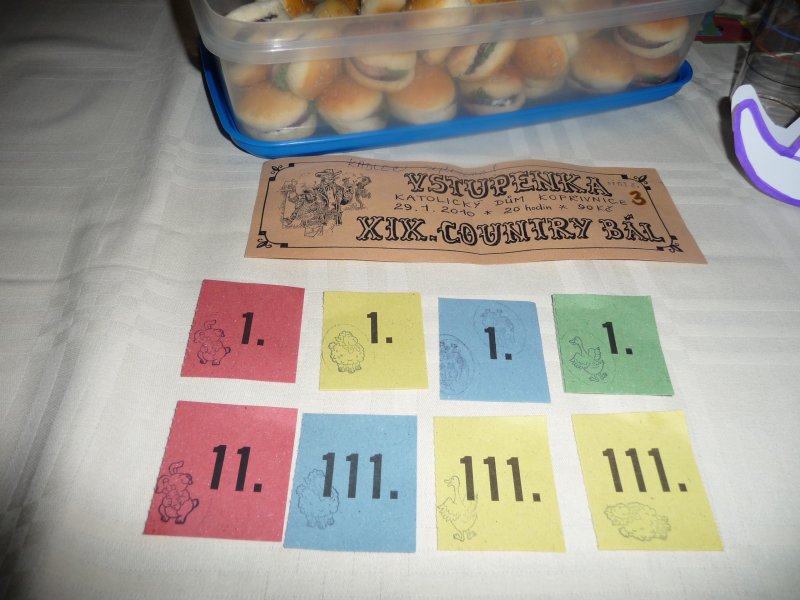 VSTUPENKA
KATOLICKÝ DŮM KOPŘIVNICE
29.1.2010 * 20 hodin * 90 Kč
3
XIX. COUNTRY BÁL
1. 1. 1. 1.
11. 111. 111. 111.